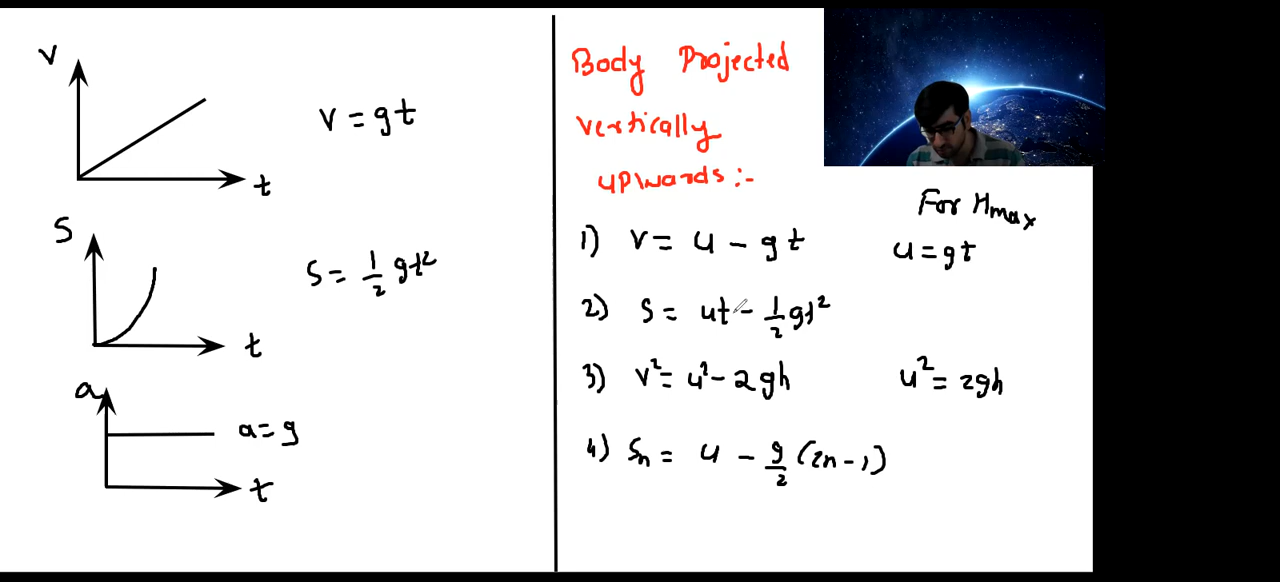 V
V = gt
t
S
S = 1/2 gt²
t
a
a = g
t
Body Projected
vertically
upwards :-
For Hmax
1) V = u - gt
u = gt
2) S = ut - 1/2 gt²
3) V² = u² - 2gh
u² = 2gh
4) Sn = u - g/2 (2n - 1)